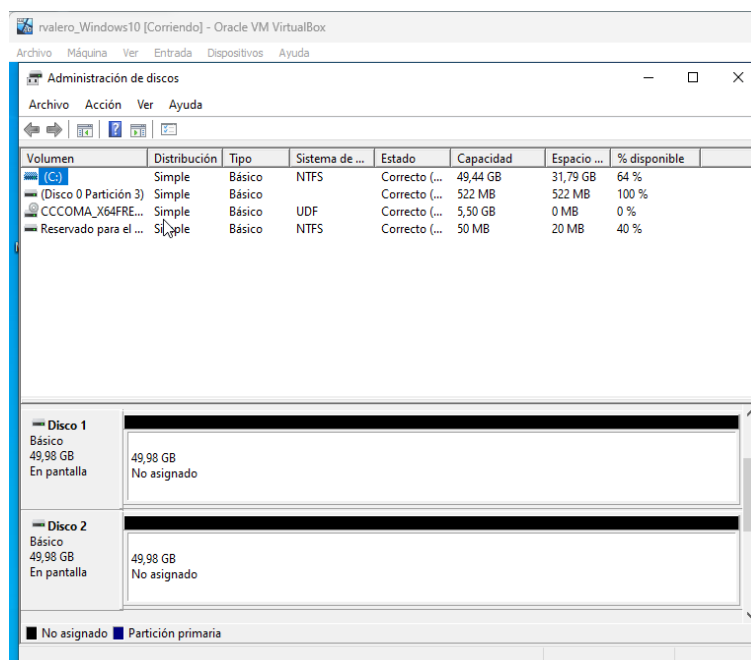 rvalero_Windows10 [Corriendo] - Oracle VM VirtualBox
Archivo Máquina Ver Entrada Dispositivos Ayuda
Administración de discos
Archivo Acción Ver Ayuda
Volumen Distribución Tipo Sistema de ... Estado Capacidad Espacio ... % disponible
(C:) Simple Básico NTFS Correcto (... 49,44 GB 31,79 GB 64 %
(Disco 0 Partición 3) Simple Básico Correcto (... 522 MB 522 MB 100 %
CCCOMA_X64FRE... Simple Básico UDF Correcto (... 5,50 GB 0 MB 0 %
Reservado para el ... Simple Básico NTFS Correcto (... 50 MB 20 MB 40 %
Disco 1
Básico
49,98 GB
En pantalla
49,98 GB
No asignado
Disco 2
Básico
49,98 GB
En pantalla
49,98 GB
No asignado
No asignado Partición primaria